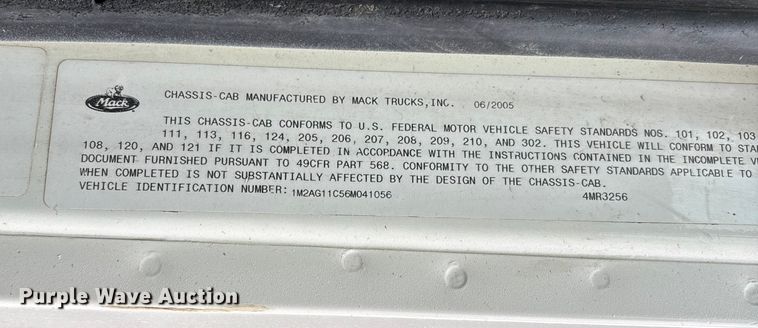 Mack
CHASSIS-CAB MANUFACTURED BY MACK TRUCKS, INC. 06/2005
THIS CHASSIS-CAB CONFORMS TO U.S. FEDERAL MOTOR VEHICLE SAFETY STANDARDS NOS. 101, 102, 103
111, 113, 116, 124, 205, 206, 207, 208, 209, 210, AND 302. THIS VEHICLE WILL CONFORM TO STA
108, 120, AND 121 IF IT IS COMPLETED IN ACCORDANCE WITH THE INSTRUCTIONS CONTAINED IN THE INCOMPLETE V
DOCUMENT FURNISHED PURSUANT TO 49CFR PART 568. CONFORMITY TO THE OTHER SAFETY STANDARDS APPLICABLE TO
WHEN COMPLETED IS NOT SUBSTANTIALLY AFFECTED BY THE DESIGN OF THE CHASSIS-CAB.
VEHICLE IDENTIFICATION NUMBER: 1M2AG11C56M041056 4MR3256
Purple Wave Auction